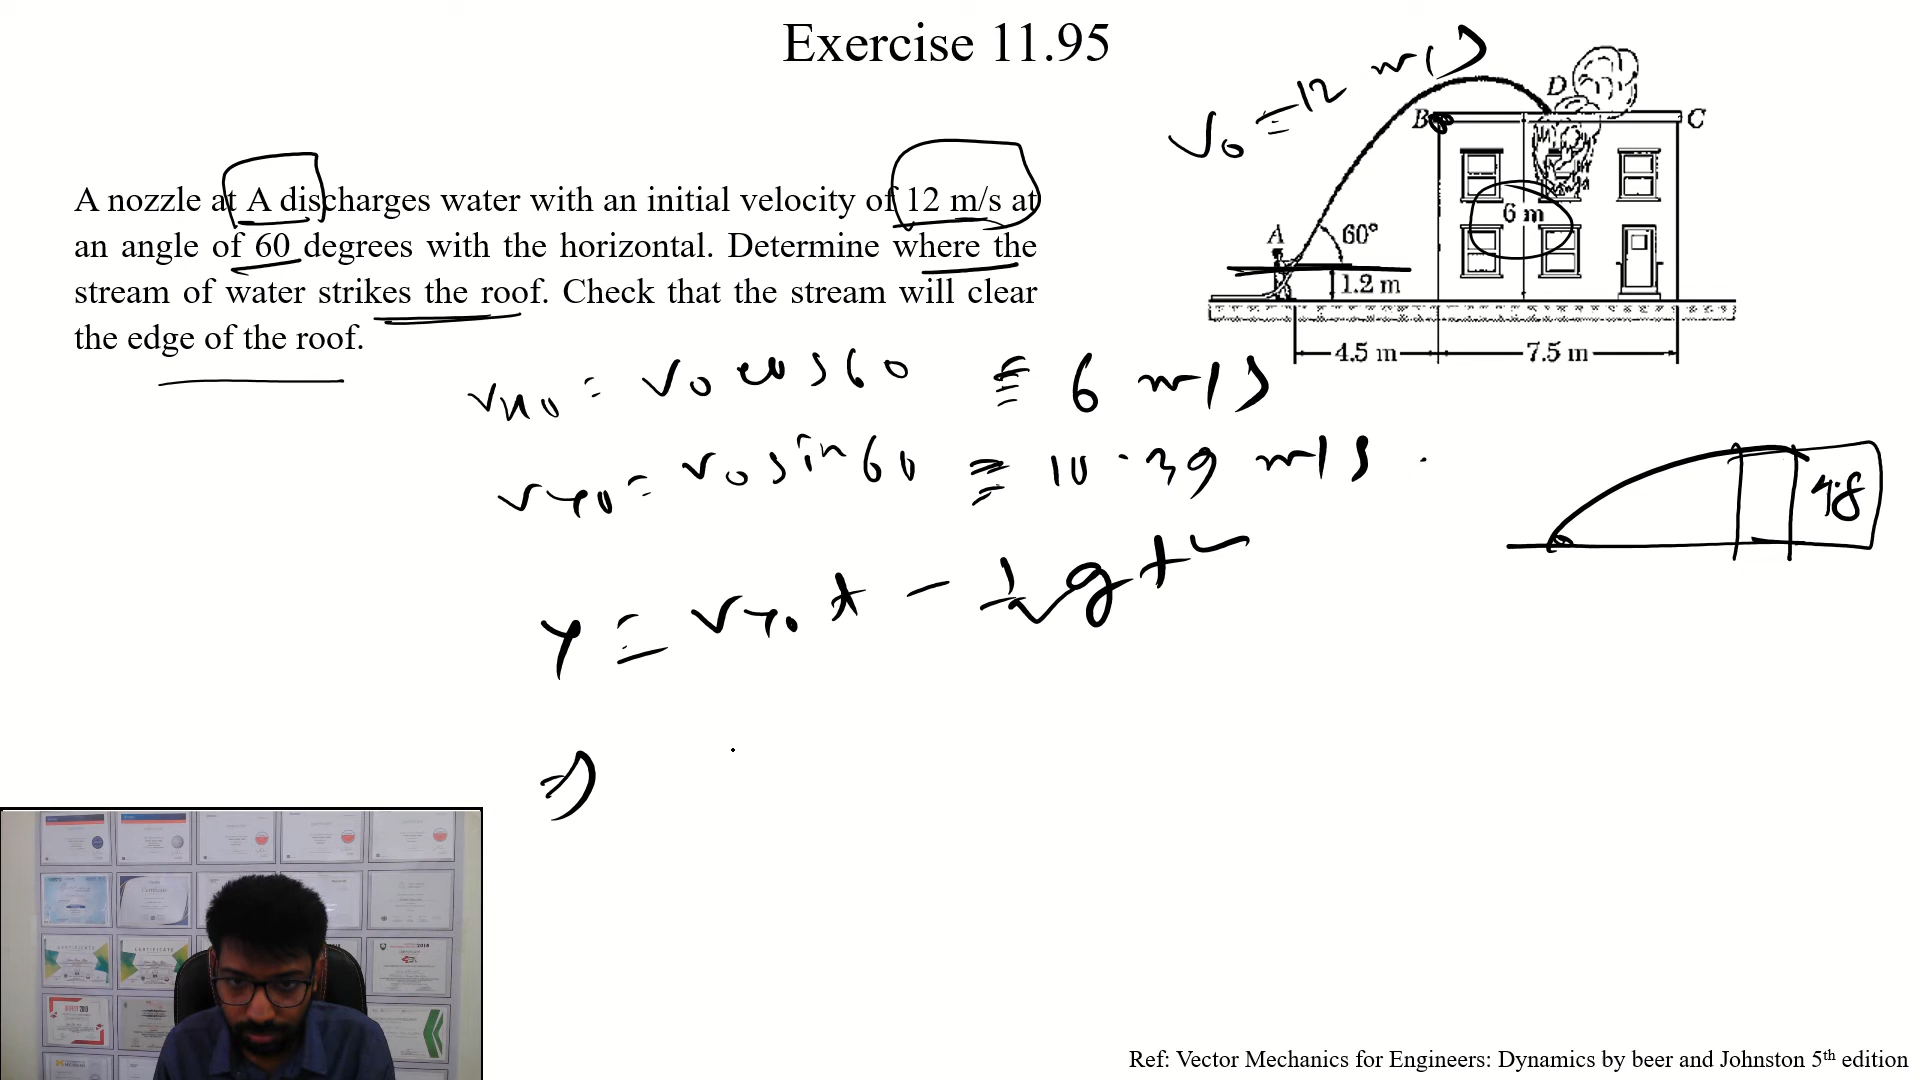 Exercise 11.95
A nozzle at A discharges water with an initial velocity of 12 m/s at
an angle of 60 degrees with the horizontal. Determine where the
stream of water strikes the roof. Check that the stream will clear
the edge of the roof.
V₀ = 12 m/s
D
B
C
6 m
A
60°
1.2 m
4.5 m
7.5 m
Vx₀ = V₀ cos 60 = 6 m/s
Vy₀ = V₀ sin 60 = 10.39 m/s.
4.8
y = Vy₀ t - ½ g t²
⇒
Ref: Vector Mechanics for Engineers: Dynamics by beer and Johnston 5th edition